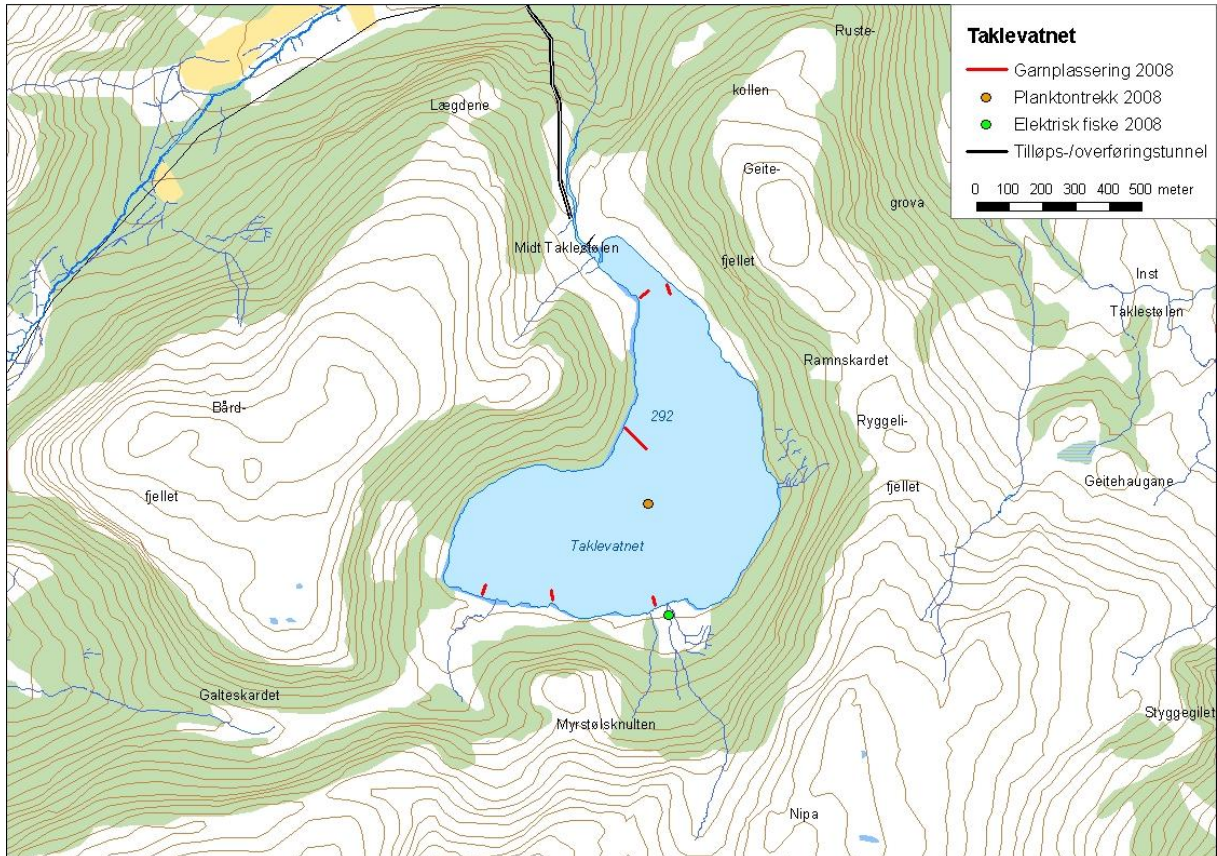 Taklevatnet
Garnplassering 2008
Planktontrekk 2008
Elektrisk fiske 2008
Tilløps-/overføringstunnel
0 100 200 300 400 500 meter
Ruste-
kollen
Lægdene
Geite-
grova
Midt Taklestølen
fjellet
Inst
Taklestølen
Ramnskardet
Bård-
292
Ryggeli-
fjellet
fjellet
Geitehaugane
Taklevatnet
Galteskardet
Myrstølsknulten
Styggegilet
Nipa